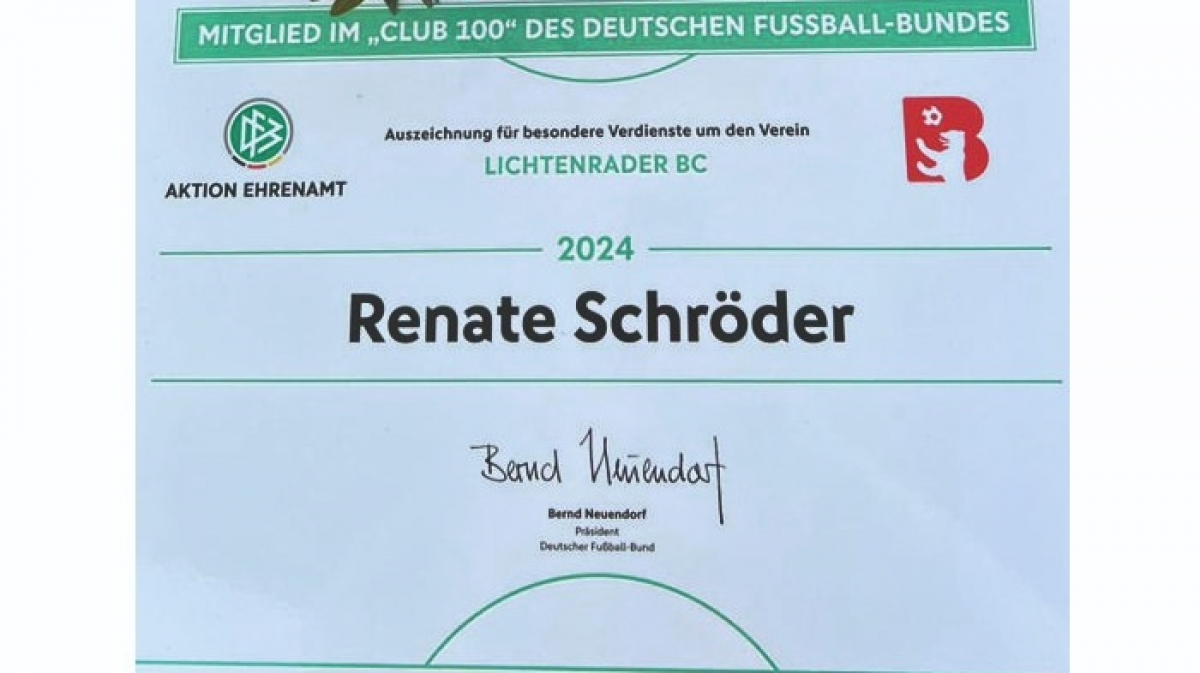 MITGLIED IM „CLUB 100“ DES DEUTSCHEN FUSSBALL-BUNDES
DFB
AKTION EHRENAMT
Auszeichnung für besondere Verdienste um den Verein
LICHTENRADER BC
B
2024
Renate Schröder
Bernd Neuendorf
Bernd Neuendorf
Präsident
Deutscher Fußball-Bund